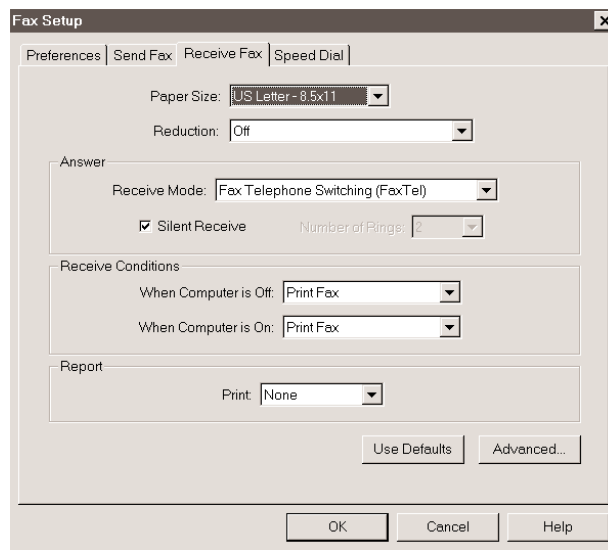 Fax Setup
Preferences Send Fax Receive Fax Speed Dial
Paper Size: US Letter - 8.5x11
Reduction: Off
Answer
Receive Mode: Fax Telephone Switching (FaxTel)
Silent Receive Number of Rings: 2
Receive Conditions
When Computer is Off: Print Fax
When Computer is On: Print Fax
Report
Print: None
Use Defaults Advanced...
OK Cancel Help